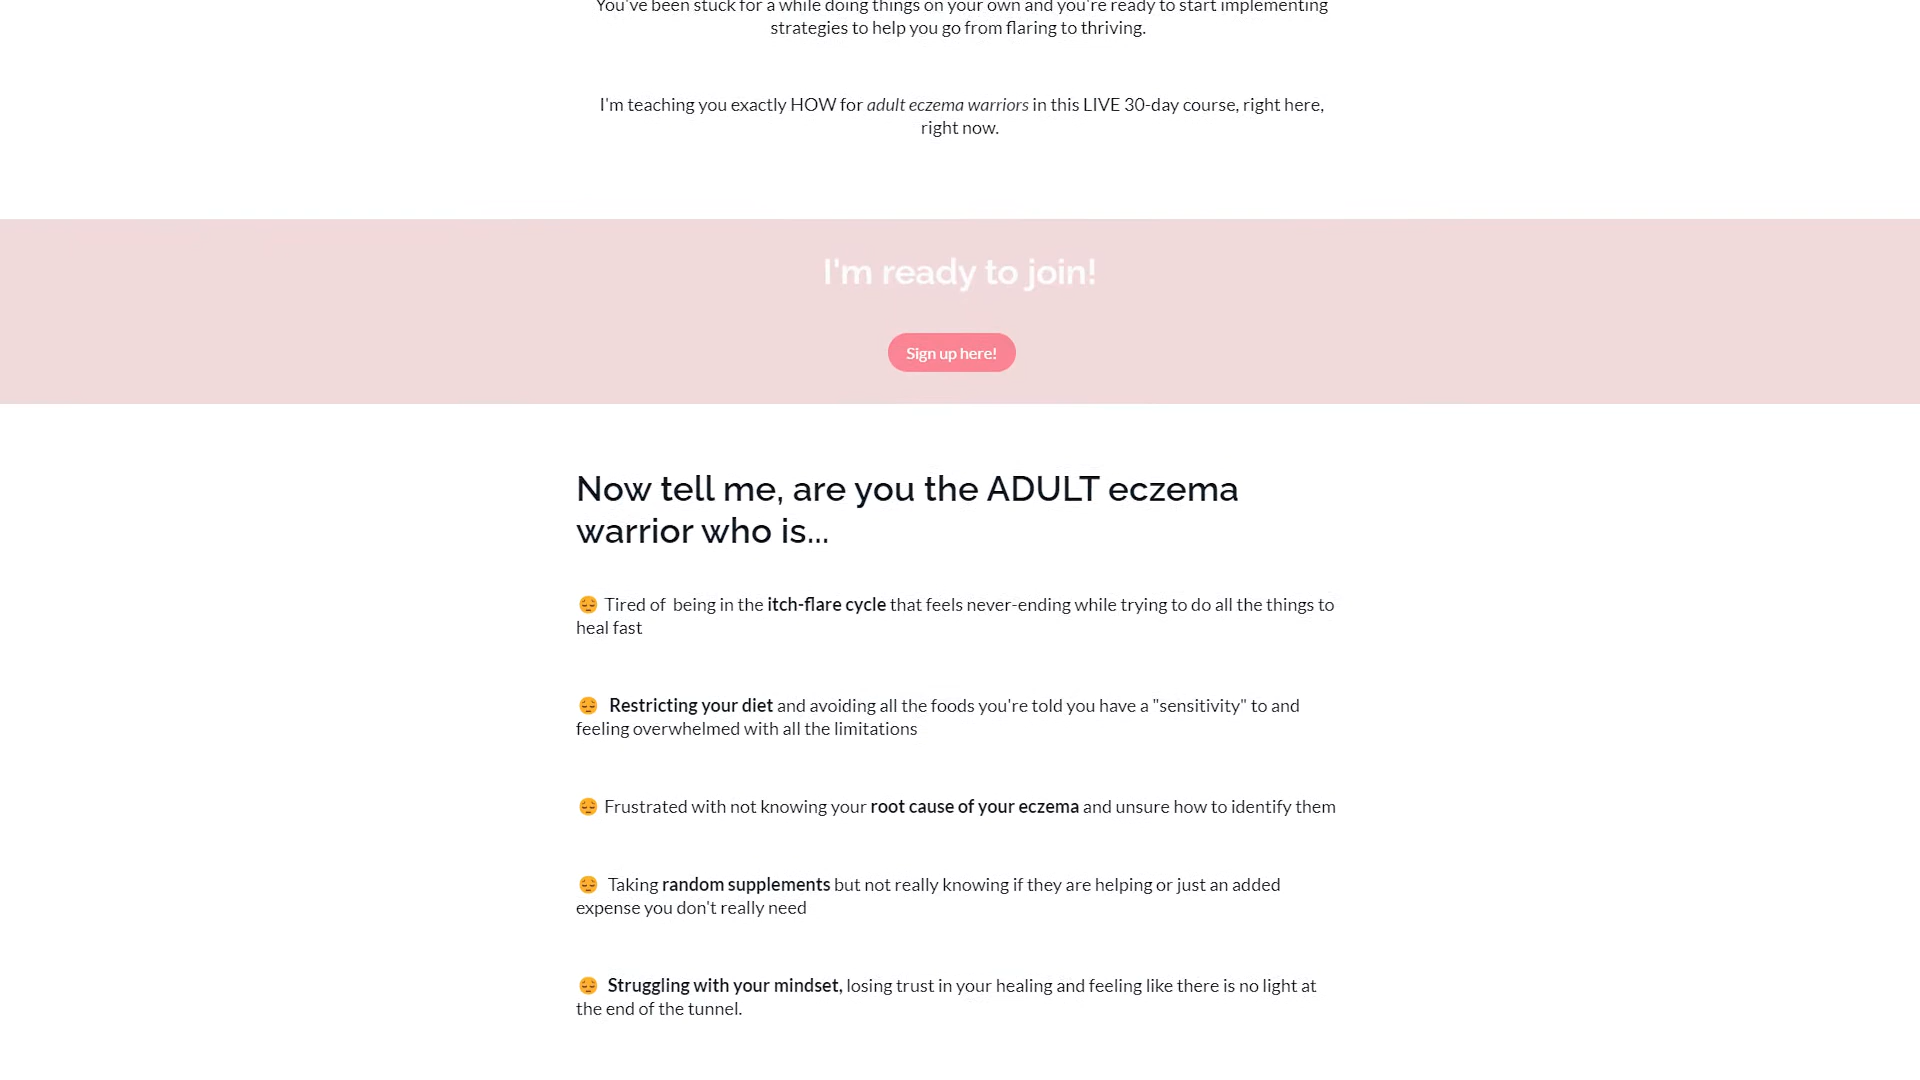 You've been stuck for a while doing things on your own and you're ready to start implementing
strategies to help you go from flaring to thriving.
I'm teaching you exactly HOW for adult eczema warriors in this LIVE 30-day course, right here,
right now.
I'm ready to join!
Sign up here!
Now tell me, are you the ADULT eczema
warrior who is...
😔 Tired of being in the itch-flare cycle that feels never-ending while trying to do all the things to
heal fast
😔 Restricting your diet and avoiding all the foods you're told you have a "sensitivity" to and
feeling overwhelmed with all the limitations
😔 Frustrated with not knowing your root cause of your eczema and unsure how to identify them
😔 Taking random supplements but not really knowing if they are helping or just an added
expense you don't really need
😔 Struggling with your mindset, losing trust in your healing and feeling like there is no light at
the end of the tunnel.